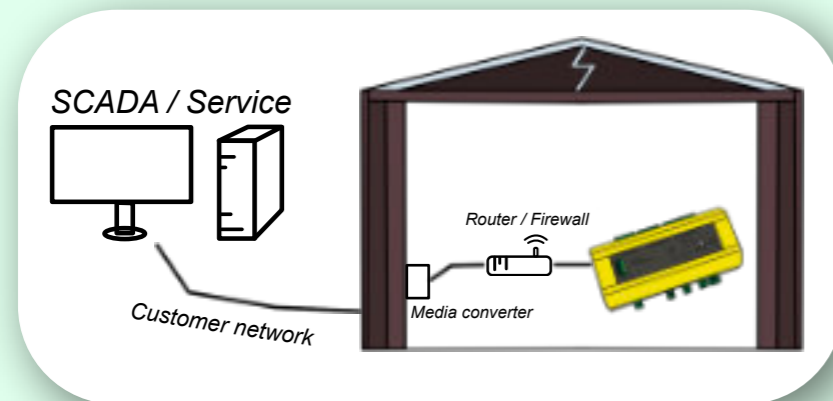 SCADA / Service
Router / Firewall
Media converter
Customer network